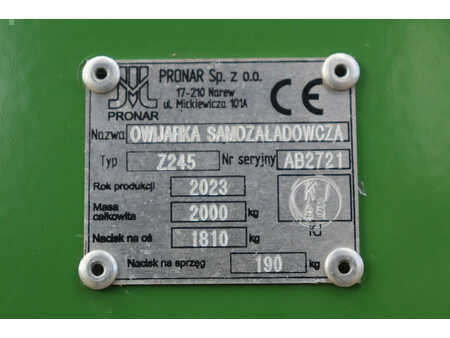 PRONAR Sp. z o.o.
17-210 Narew
ul. Mickiewicza 101A
PRONAR
CE
Nazwa OWIJARKA SAMOZAŁADOWCZA
Typ Z245 Nr seryjny AB2721
Rok produkcji 2023
Masa całkowita 2000 kg
Nacisk na oś 1810 kg
KJ
Nacisk na sprzęg 190 kg